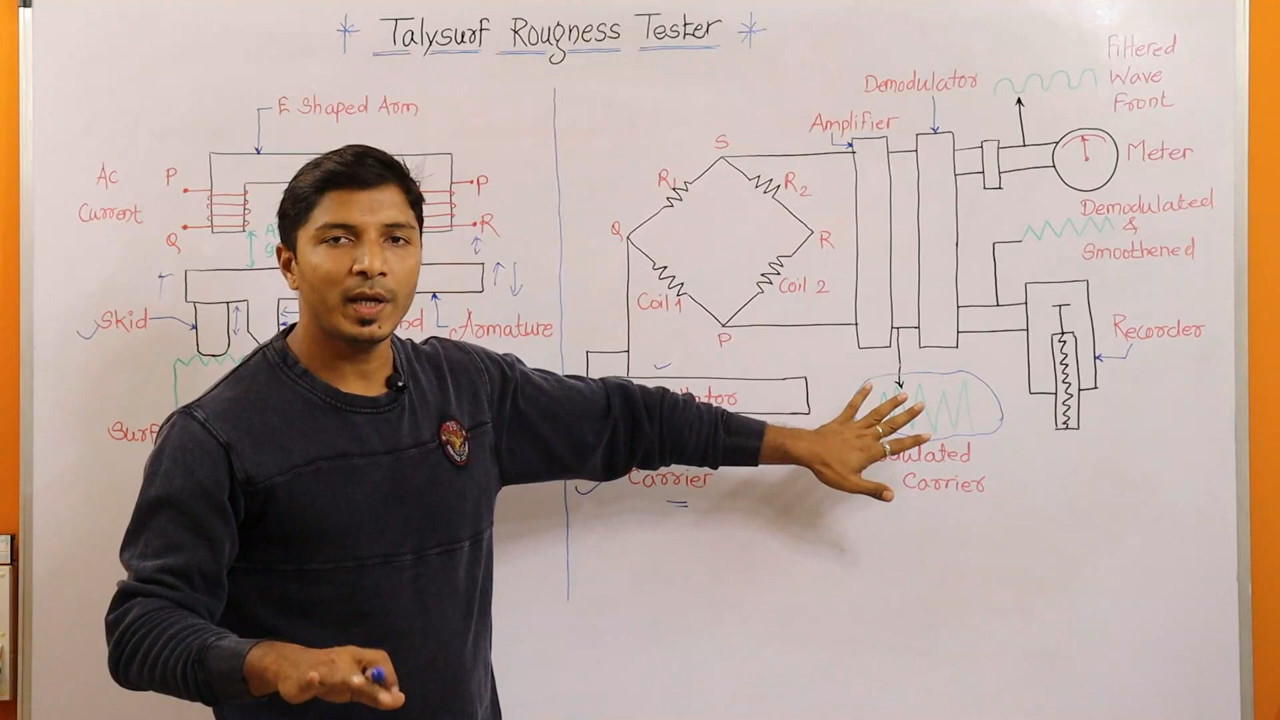 * Talysurf Rougness Tester *
E Shaped Arm
AC
Current
P
Q
P
R
Skid
Armature
S
R1
R2
Q
R
Coil 1
Coil 2
P
Carrier
Amplifier
Demodulator
Filtered
Wave
Front
Meter
Demodulated
&
Smoothened
Recorder
Carrier